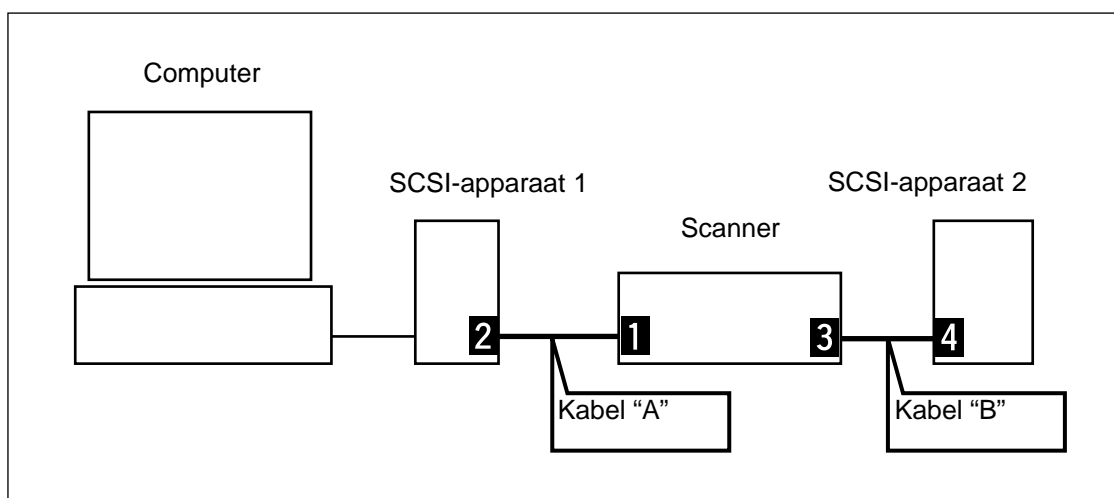 Computer
SCSI-apparaat 1
SCSI-apparaat 2
Scanner
2
1
3
4
Kabel “A”
Kabel “B”